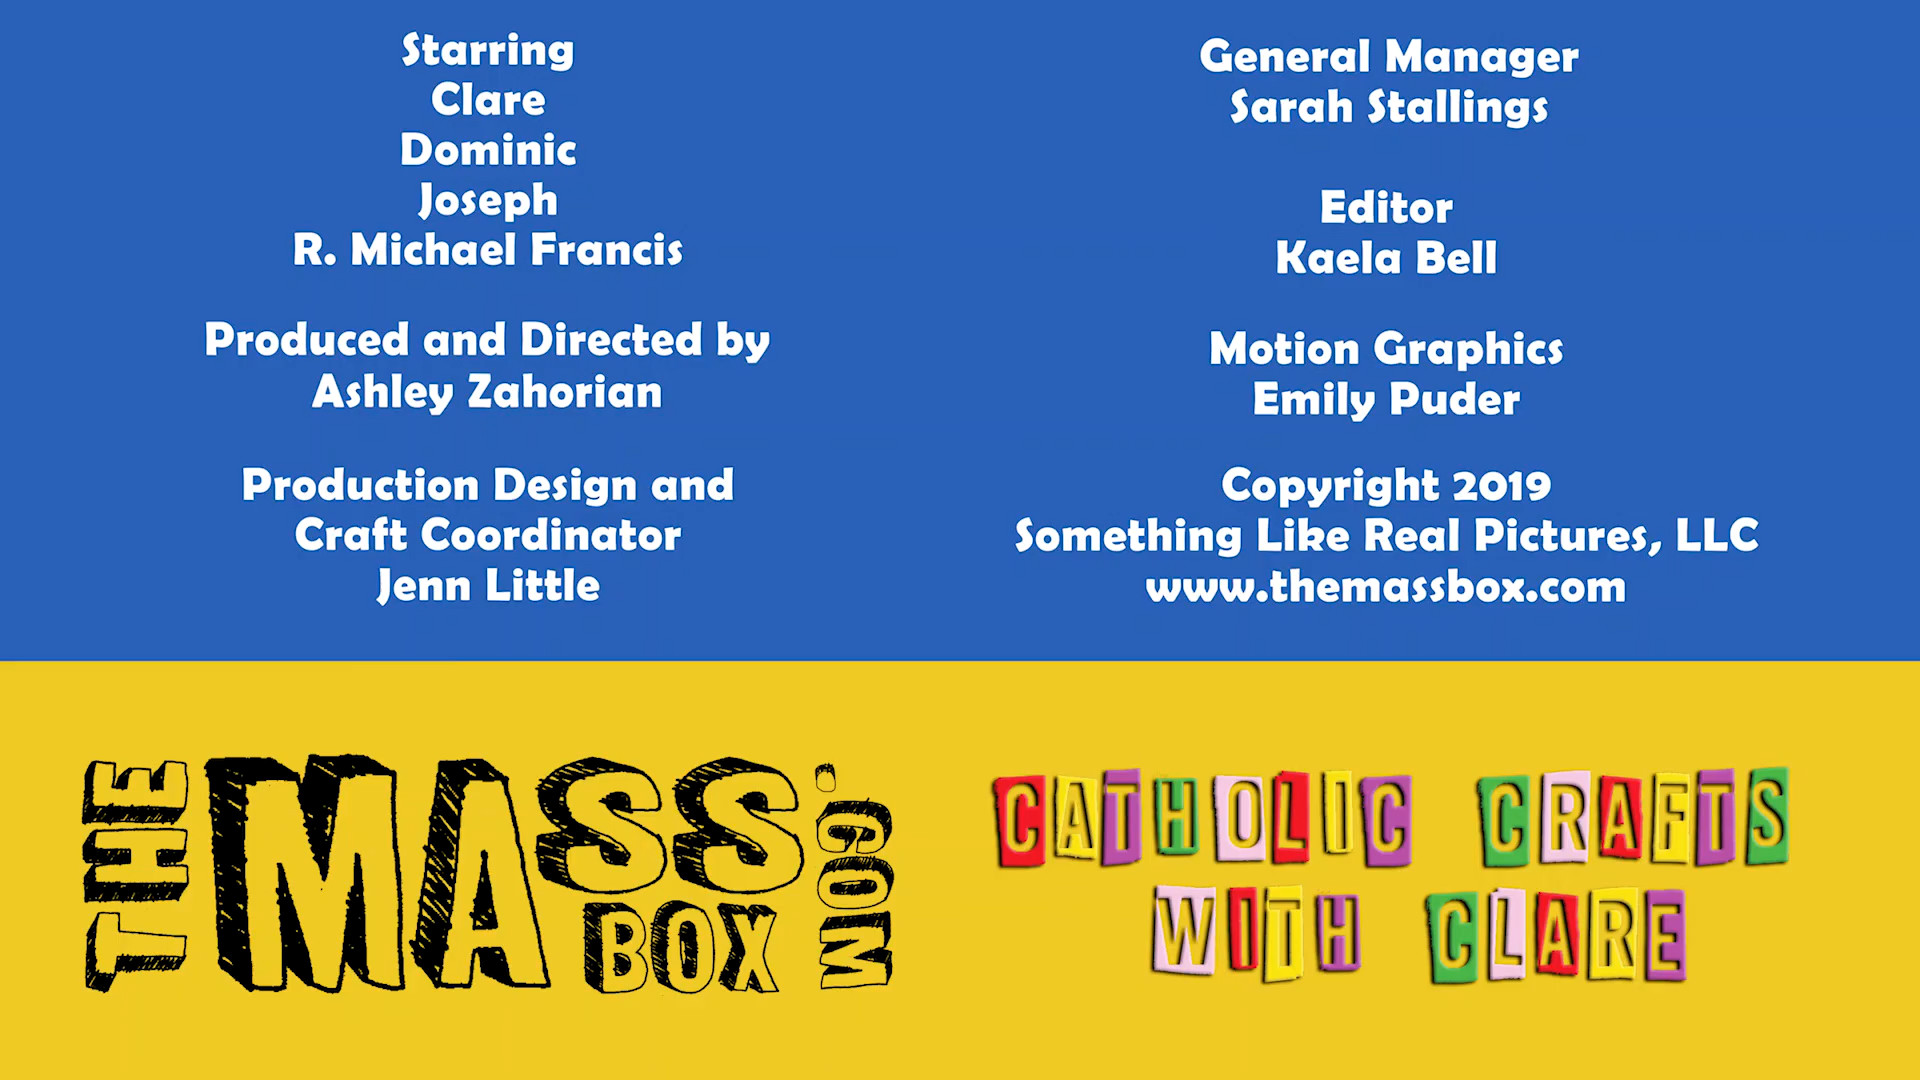 Starring
Clare
Dominic
Joseph
R. Michael Francis
Produced and Directed by
Ashley Zahorian
Production Design and
Craft Coordinator
Jenn Little
General Manager
Sarah Stallings
Editor
Kaela Bell
Motion Graphics
Emily Puder
Copyright 2019
Something Like Real Pictures, LLC
www.themassbox.com
THE MASS BOX .COM
CATHOLIC CRAFTS
WITH CLARE